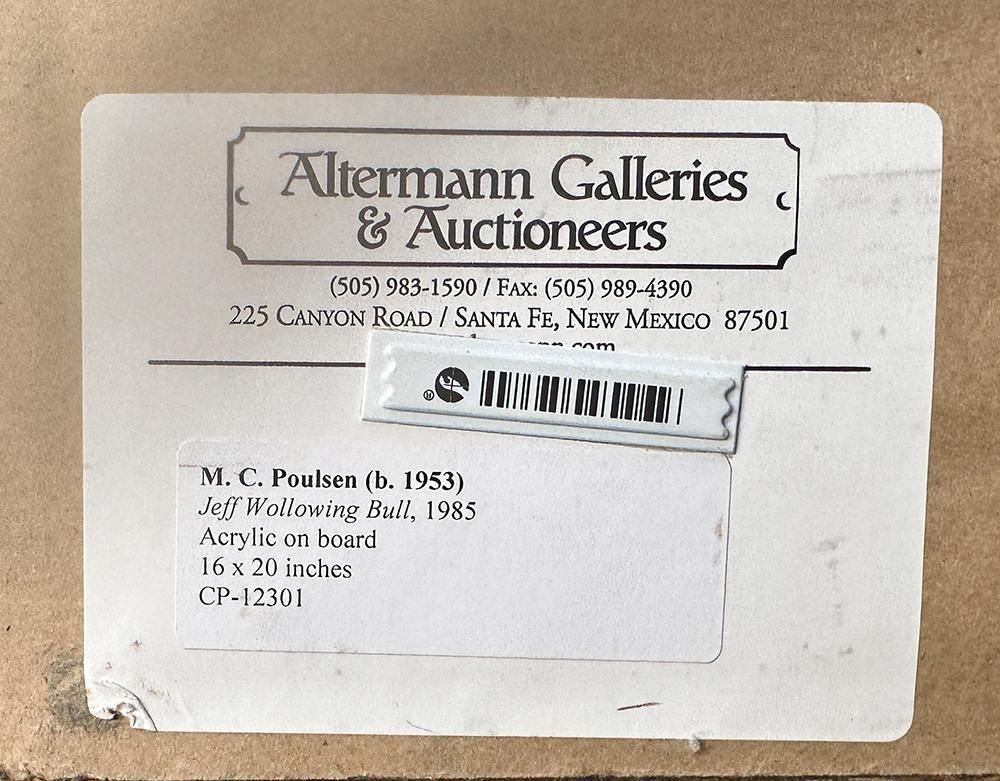 Altermann Galleries
& Auctioneers
(505) 983-1590 / FAX: (505) 989-4390
225 CANYON ROAD / SANTA FE, NEW MEXICO 87501
.com
®
M. C. Poulsen (b. 1953)
Jeff Wollowing Bull, 1985
Acrylic on board
16 x 20 inches
CP-12301